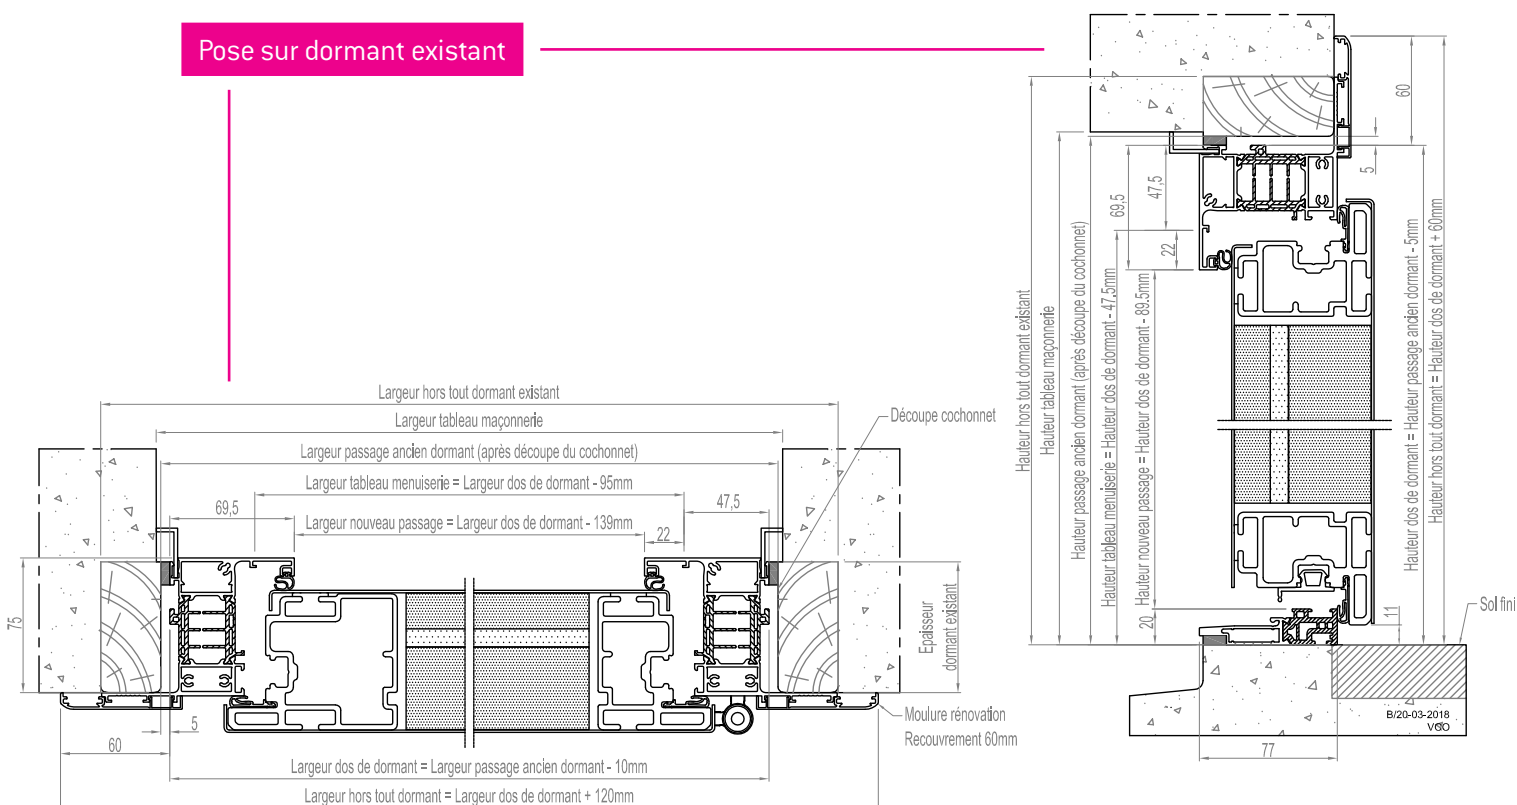 Pose sur dormant existant
Largeur hors tout dormant existant
Largeur tableau maçonnerie
Largeur passage ancien dormant (après découpe du cochonnet)
Largeur tableau menuiserie = Largeur dos de dormant - 95mm
69,5
47,5
Largeur nouveau passage = Largeur dos de dormant - 139mm
22
Découpe cochonnet
75
Epaisseur
dormant existant
Moulure rénovation
Recouvrement 60mm
5
60
Largeur dos de dormant = Largeur passage ancien dormant - 10mm
Largeur hors tout dormant = Largeur dos de dormant + 120mm
Hauteur hors tout dormant existant
Hauteur tableau maçonnerie
Hauteur passage ancien dormant (après découpe du cochonnet)
Hauteur tableau menuiserie = Hauteur dos de dormant - 47.5mm
Hauteur nouveau passage = Hauteur dos de dormant - 89.5mm
69,5
47,5
22
20
60
5
Hauteur dos de dormant = Hauteur passage ancien dormant - 5mm
Hauteur hors tout dormant = Hauteur dos de dormant + 60mm
11
Sol fini
B/20-03-2018
VGO
77